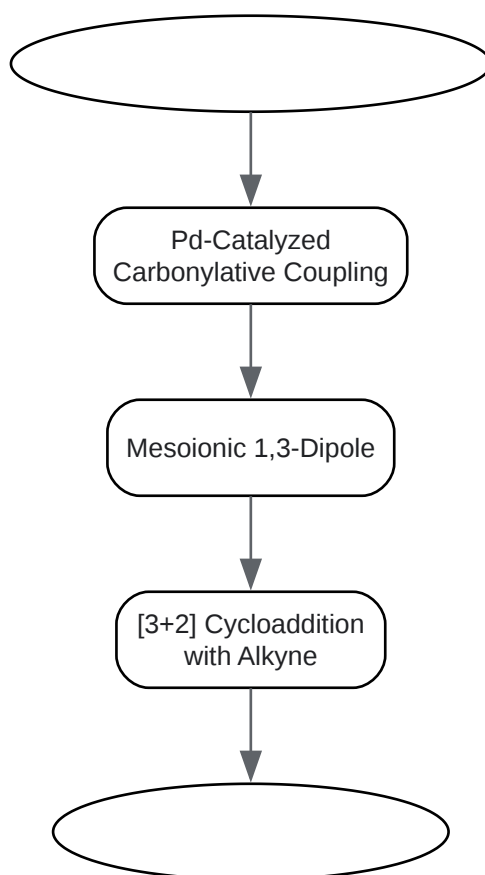 Pd-Catalyzed
Carbonylative Coupling
Mesoionic 1,3-Dipole
[3+2] Cycloaddition
with Alkyne